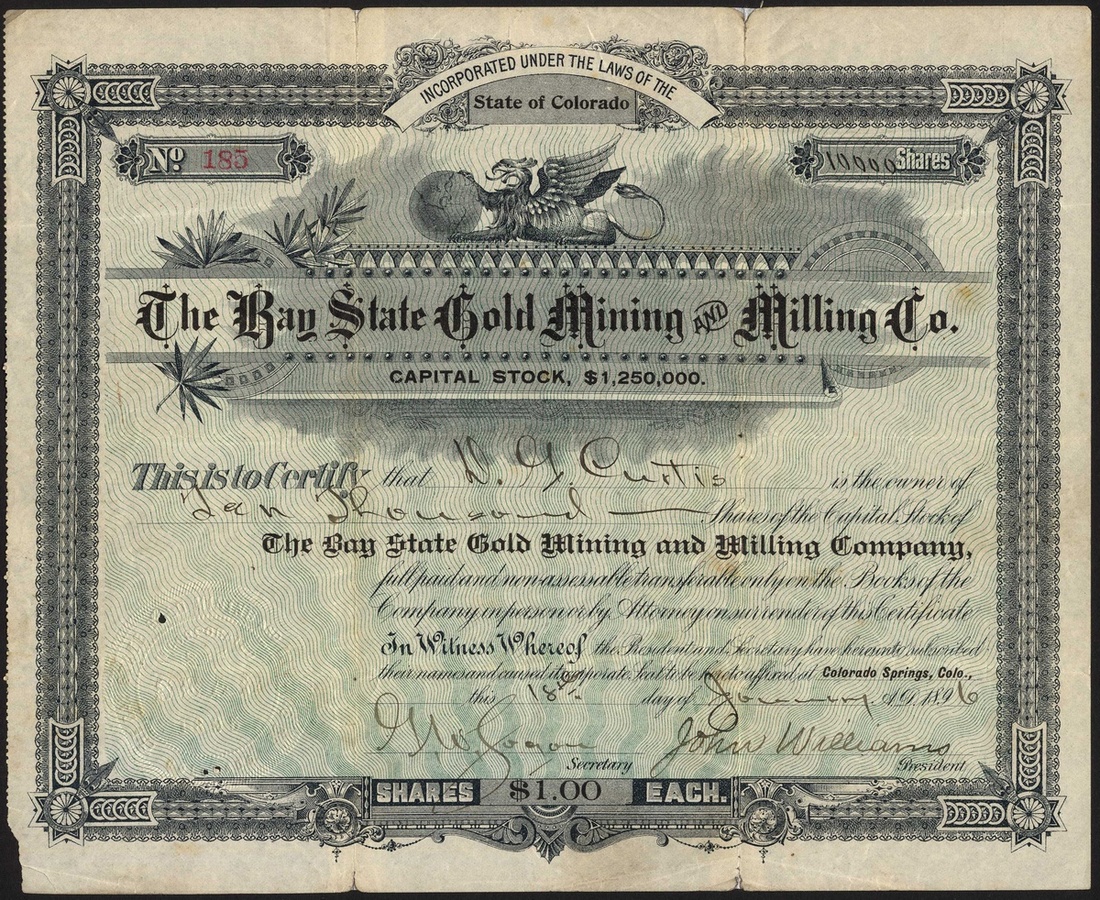 INCORPORATED UNDER THE LAWS OF THE
State of Colorado
No 185
10000 Shares
The Bay State Gold Mining AND Milling Co.
CAPITAL STOCK, $1,250,000.
This is to Certify that D. G. Curtis is the owner of
Ten Thousand Shares of the Capital Stock of
The Bay State Gold Mining and Milling Company,
full paid and non-assessable transferable only on the Books of the
Company in person or by Attorney on surrender of this Certificate
In Witness Whereof the President and Secretary have hereunto subscribed
their names and caused its corporate Seal to be hereto affixed at Colorado Springs, Colo.,
this 18th day of January A.D. 1896
John Williams
Secretary President
SHARES $1.00 EACH.